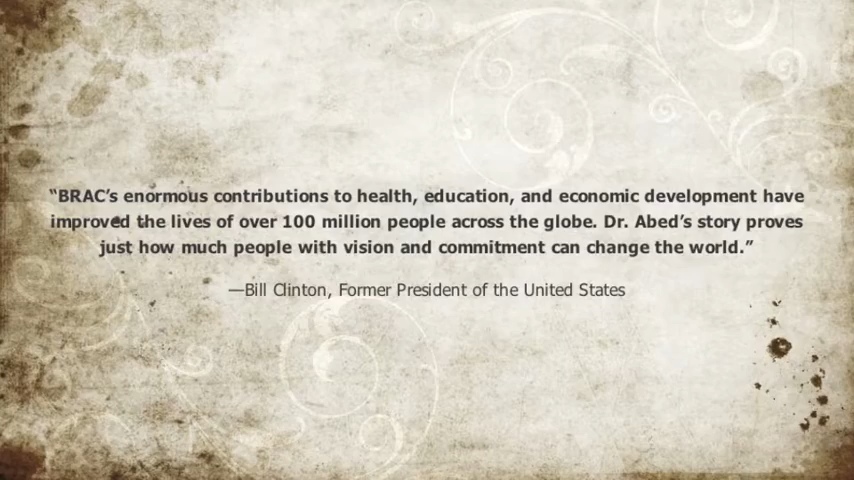 “BRAC’s enormous contributions to health, education, and economic development have
improved the lives of over 100 million people across the globe. Dr. Abed’s story proves
just how much people with vision and commitment can change the world.”
—Bill Clinton, Former President of the United States